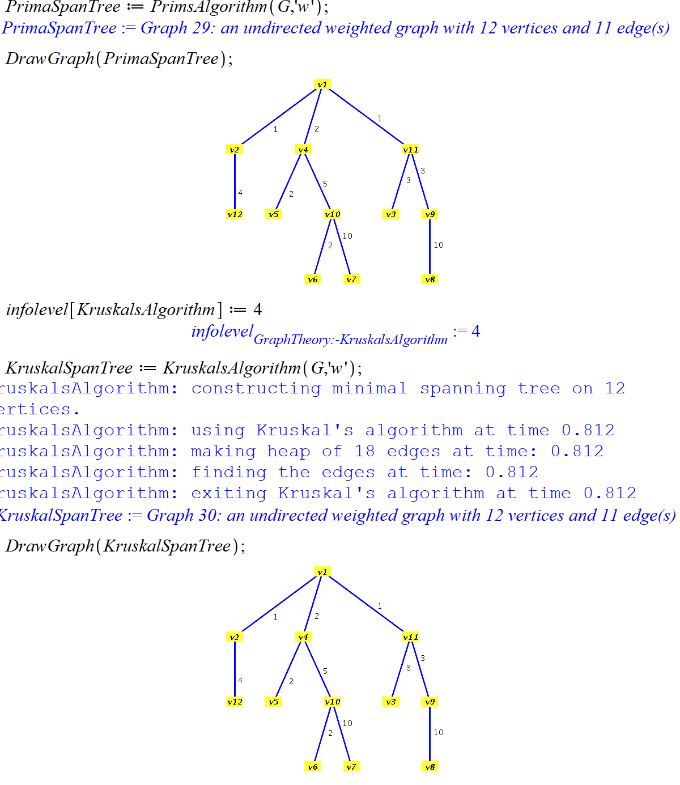 PrimaSpanTree := PrimsAlgorithm(G,'w');
PrimaSpanTree := Graph 29: an undirected weighted graph with 12 vertices and 11 edge(s)
DrawGraph(PrimaSpanTree);
v1
1 2 1
v2 v4 v11
4 2 5 3 3
v12 v5 v10 v3 v9
2 10 10
v6 v7 v8
infolevel[KruskalsAlgorithm] := 4
infolevel GraphTheory:-KruskalsAlgorithm := 4
KruskalSpanTree := KruskalsAlgorithm(G,'w');
ruskalsAlgorithm: constructing minimal spanning tree on 12
ertices.
ruskalsAlgorithm: using Kruskal's algorithm at time 0.812
ruskalsAlgorithm: making heap of 18 edges at time: 0.812
ruskalsAlgorithm: finding the edges at time: 0.812
ruskalsAlgorithm: exiting Kruskal's algorithm at time 0.812
KruskalSpanTree := Graph 30: an undirected weighted graph with 12 vertices and 11 edge(s)
DrawGraph(KruskalSpanTree);
v1
1 2 1
v2 v4 v11
4 2 5 3 3
v12 v5 v10 v3 v9
2 10 10
v6 v7 v8